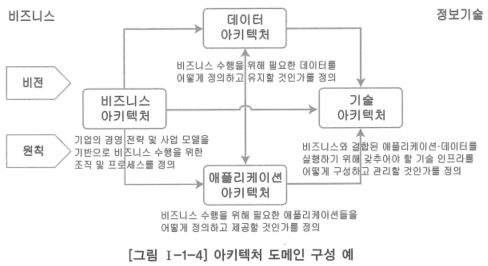 비즈니스
정보기술
데이터
아키텍처
비즈니스 수행을 위해 필요한 데이터를
어떻게 정의하고 유지할 것인가를 정의
비전
비즈니스
아키텍처
기술
아키텍처
원칙
기업의 경영 전략 및 사업 모델을
기반으로 비즈니스 수행을 위한
조직 및 프로세스를 정의
비즈니스와 결합된 애플리케이션·데이터를
실행하기 위해 갖추어야 할 기술 인프라를
어떻게 구성하고 관리할 것인가를 정의
애플리케이션
아키텍처
비즈니스 수행을 위해 필요한 애플리케이션들을
어떻게 정의하고 제공할 것인가를 정의
[그림 Ⅰ-1-4] 아키텍처 도메인 구성 예